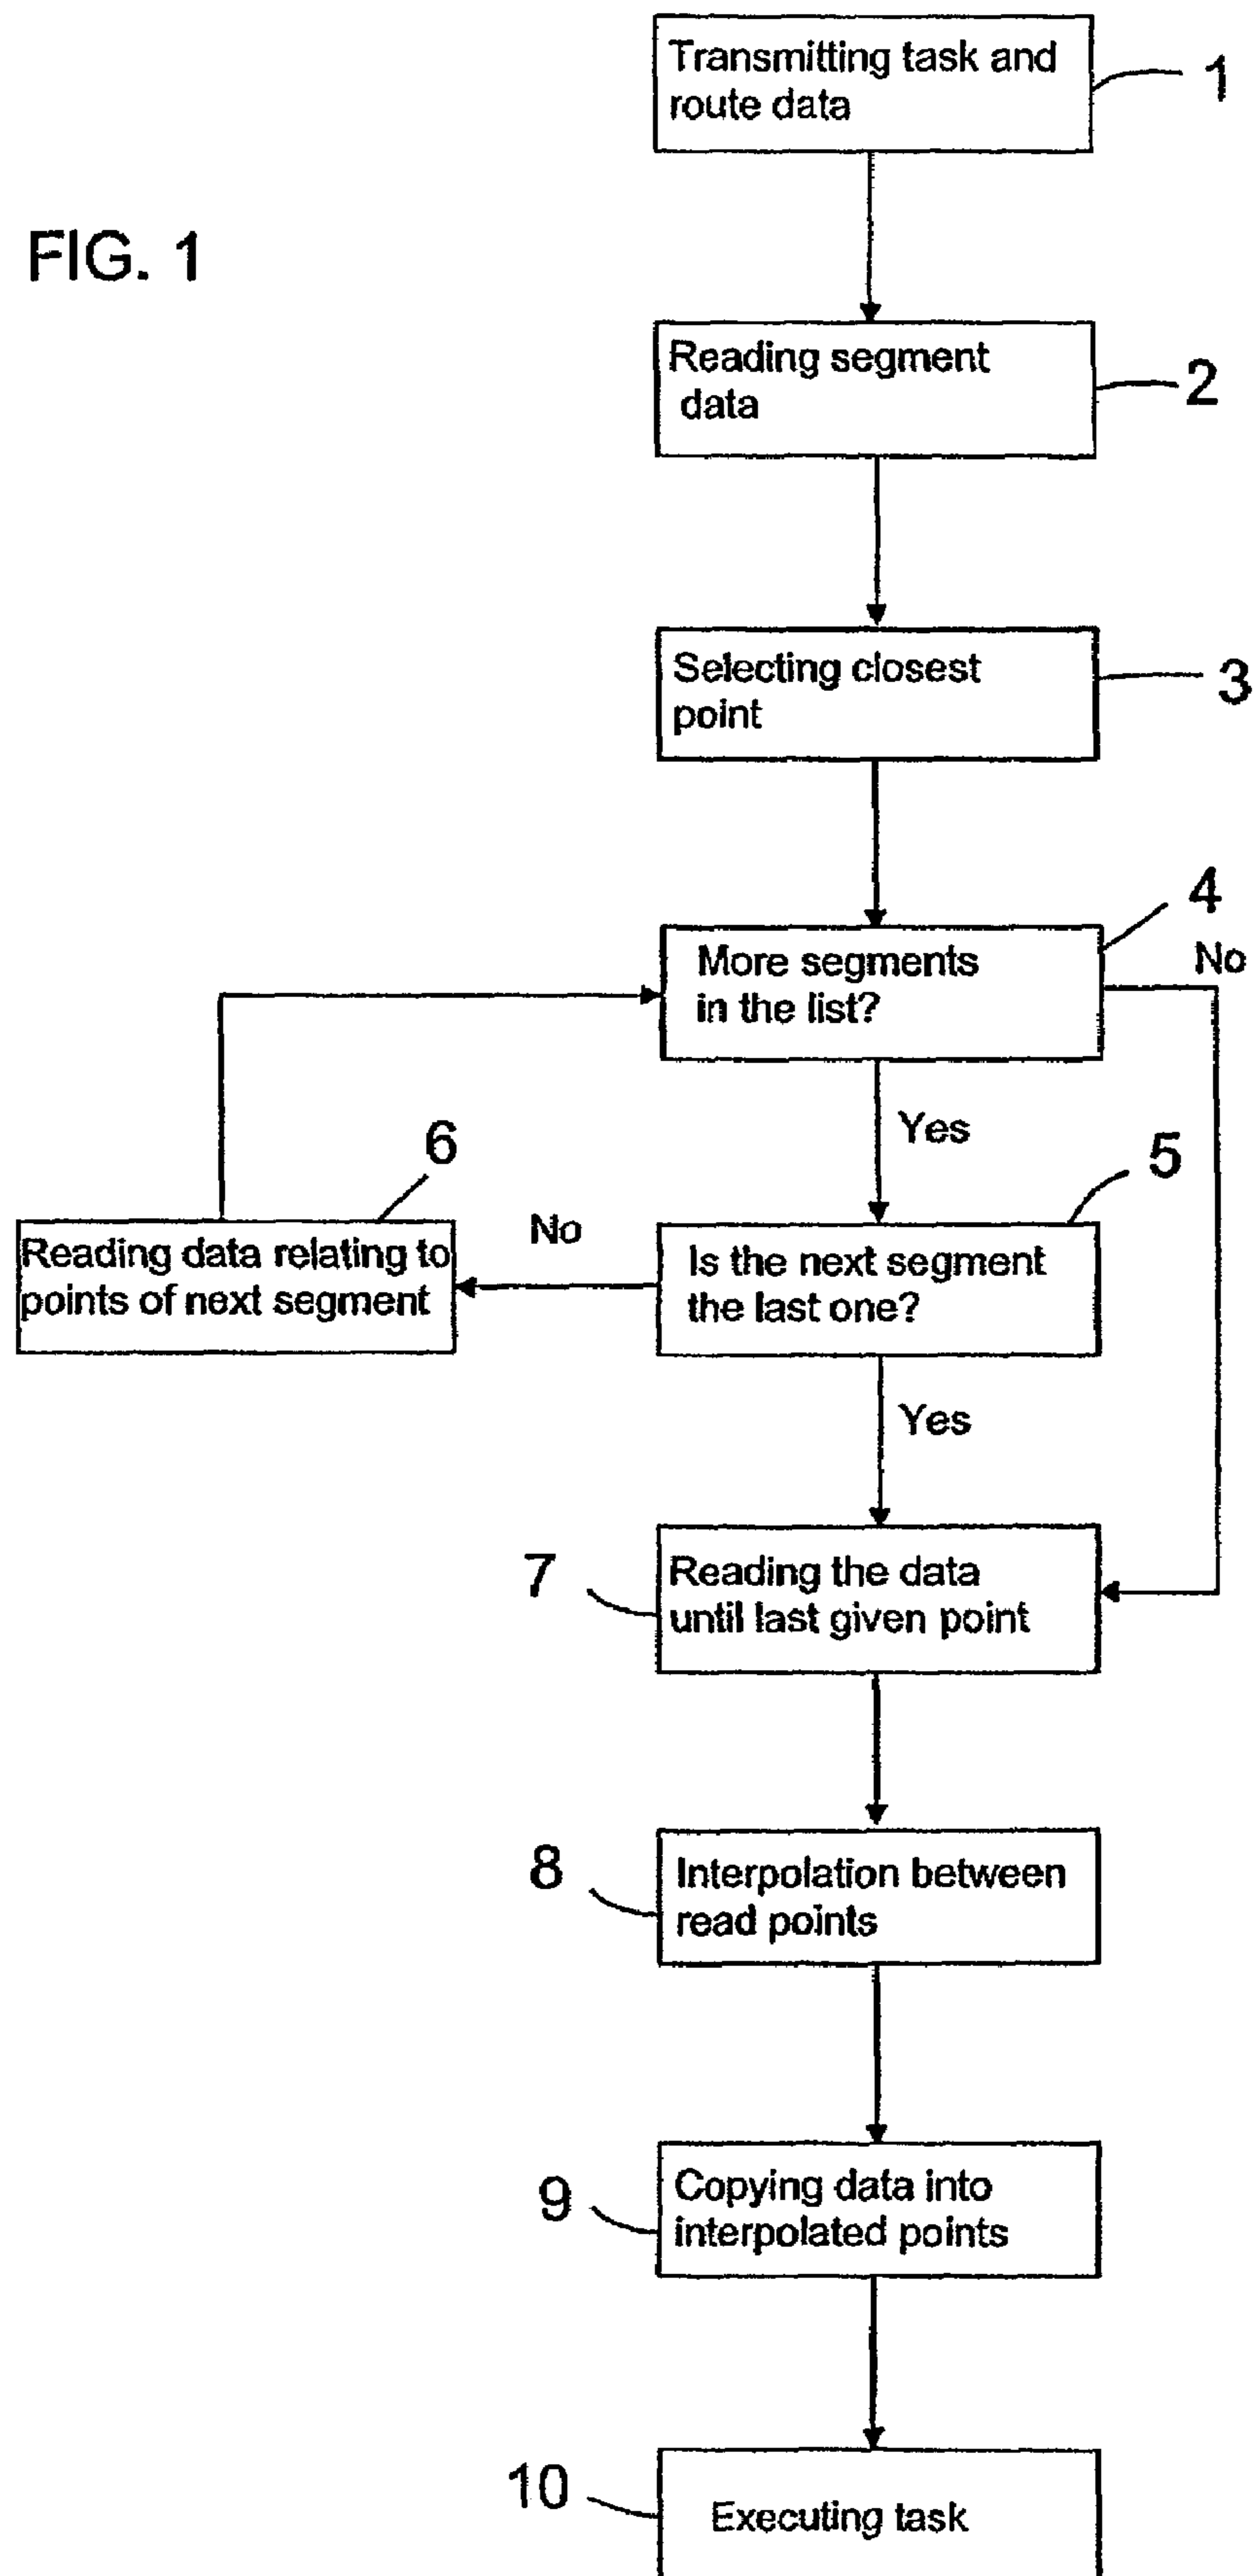 Transmitting task and
route data
1
FIG. 1
Reading segment
data
2
Selecting closest
point
3
4
More segments
in the list?
No
Yes
6
5
Reading data relating to
points of next segment
No
Is the next segment
the last one?
Yes
7
Reading the data
until last given point
8
Interpolation between
read points
9
Copying data into
interpolated points
10
Executing task